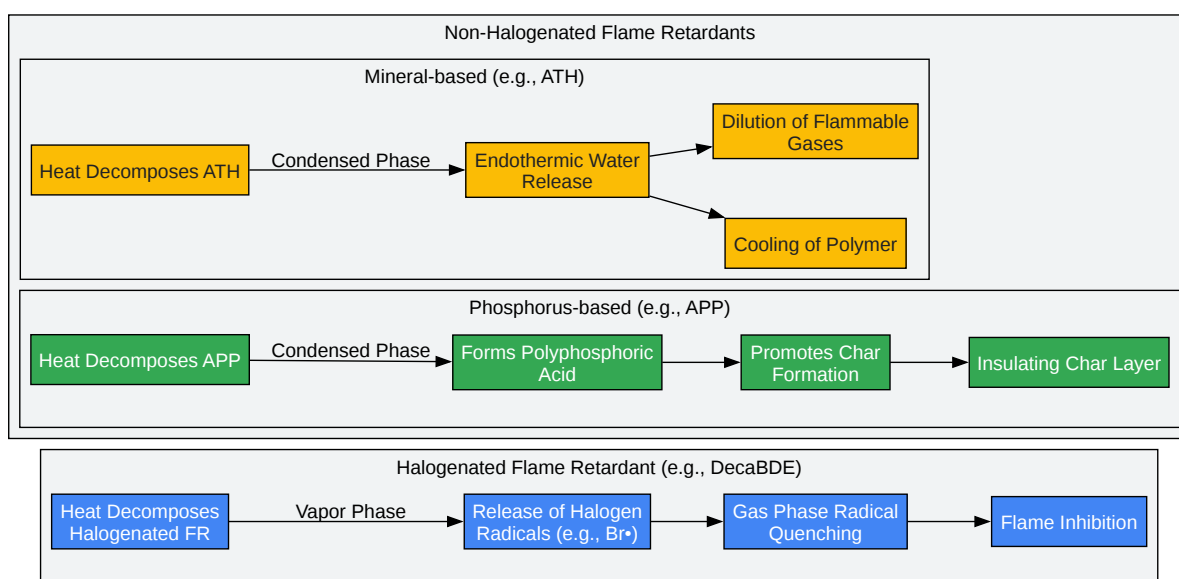 Non-Halogenated Flame Retardants
Mineral-based (e.g., ATH)
Heat Decomposes ATH
Condensed Phase
Endothermic Water
Release
Dilution of Flammable
Gases
Cooling of Polymer
Phosphorus-based (e.g., APP)
Heat Decomposes APP
Condensed Phase
Forms Polyphosphoric
Acid
Promotes Char
Formation
Insulating Char Layer
Halogenated Flame Retardant (e.g., DecaBDE)
Heat Decomposes
Halogenated FR
Vapor Phase
Release of Halogen
Radicals (e.g., Br•)
Gas Phase Radical
Quenching
Flame Inhibition